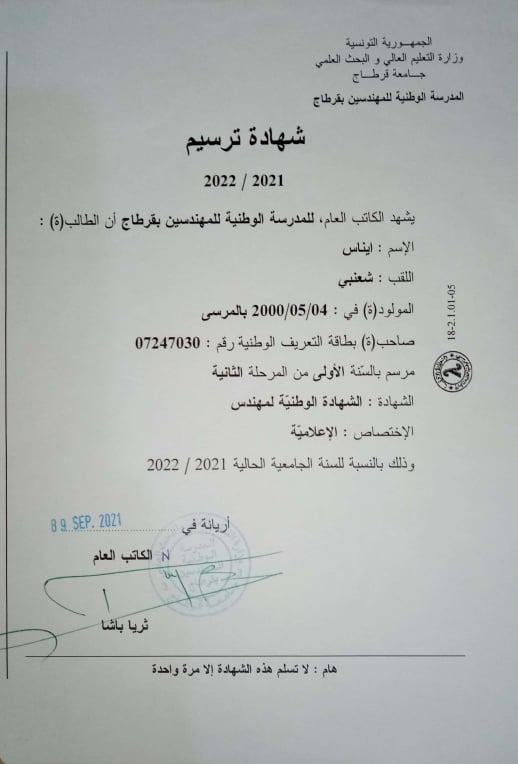 الجمهـــورية التونسية
وزارة التعليم العالي و البحث العلمي
جـــامعة قرطـــاج
المدرسة الوطنية للمهندسين بقرطاج
شهادة ترسيم
2022 / 2021
يشهد الكاتب العام، للمدرسة الوطنية للمهندسين بقرطاج أن الطالب(ة) :
الإسم : ايناس
اللقب : شعنبي
المولود(ة) في : 2000/05/04 بالمرسى
صاحب(ة) بطاقة التعريف الوطنية رقم : 07247030
مرسم بالسّنة الأولى من المرحلة الثانية
الشهادة : الشهادة الوطنيّة لمهندس
الإختصاص : الإعلاميّة
وذلك بالنسبة للسنة الجامعية الحالية 2021 / 2022
18-2.1.01-05
أريانة في 09 SEP. 2021
الكاتب العام
ثريا باشا
هام : لا تسلم هذه الشهادة إلا مرة واحدة